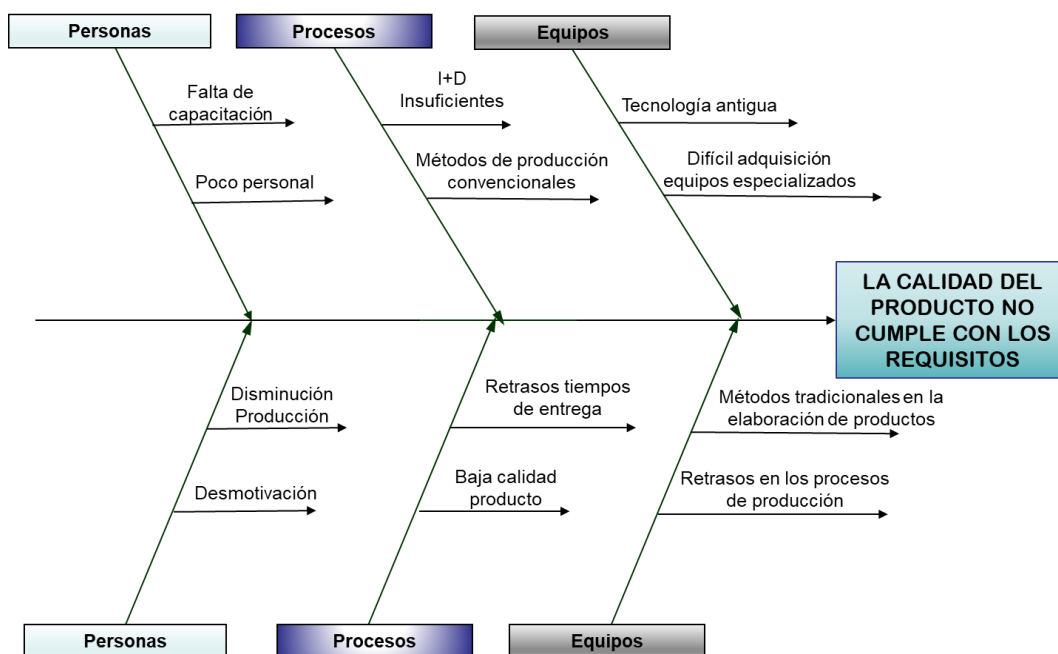 Personas
Procesos
Equipos
Falta de
capacitación
I+D
Insuficientes
Tecnología antigua
Poco personal
Métodos de producción
convencionales
Difícil adquisición
equipos especializados
LA CALIDAD DEL
PRODUCTO NO
CUMPLE CON LOS
REQUISITOS
Disminución
Producción
Retrasos tiempos
de entrega
Métodos tradicionales en la
elaboración de productos
Desmotivación
Baja calidad
producto
Retrasos en los procesos
de producción
Personas
Procesos
Equipos